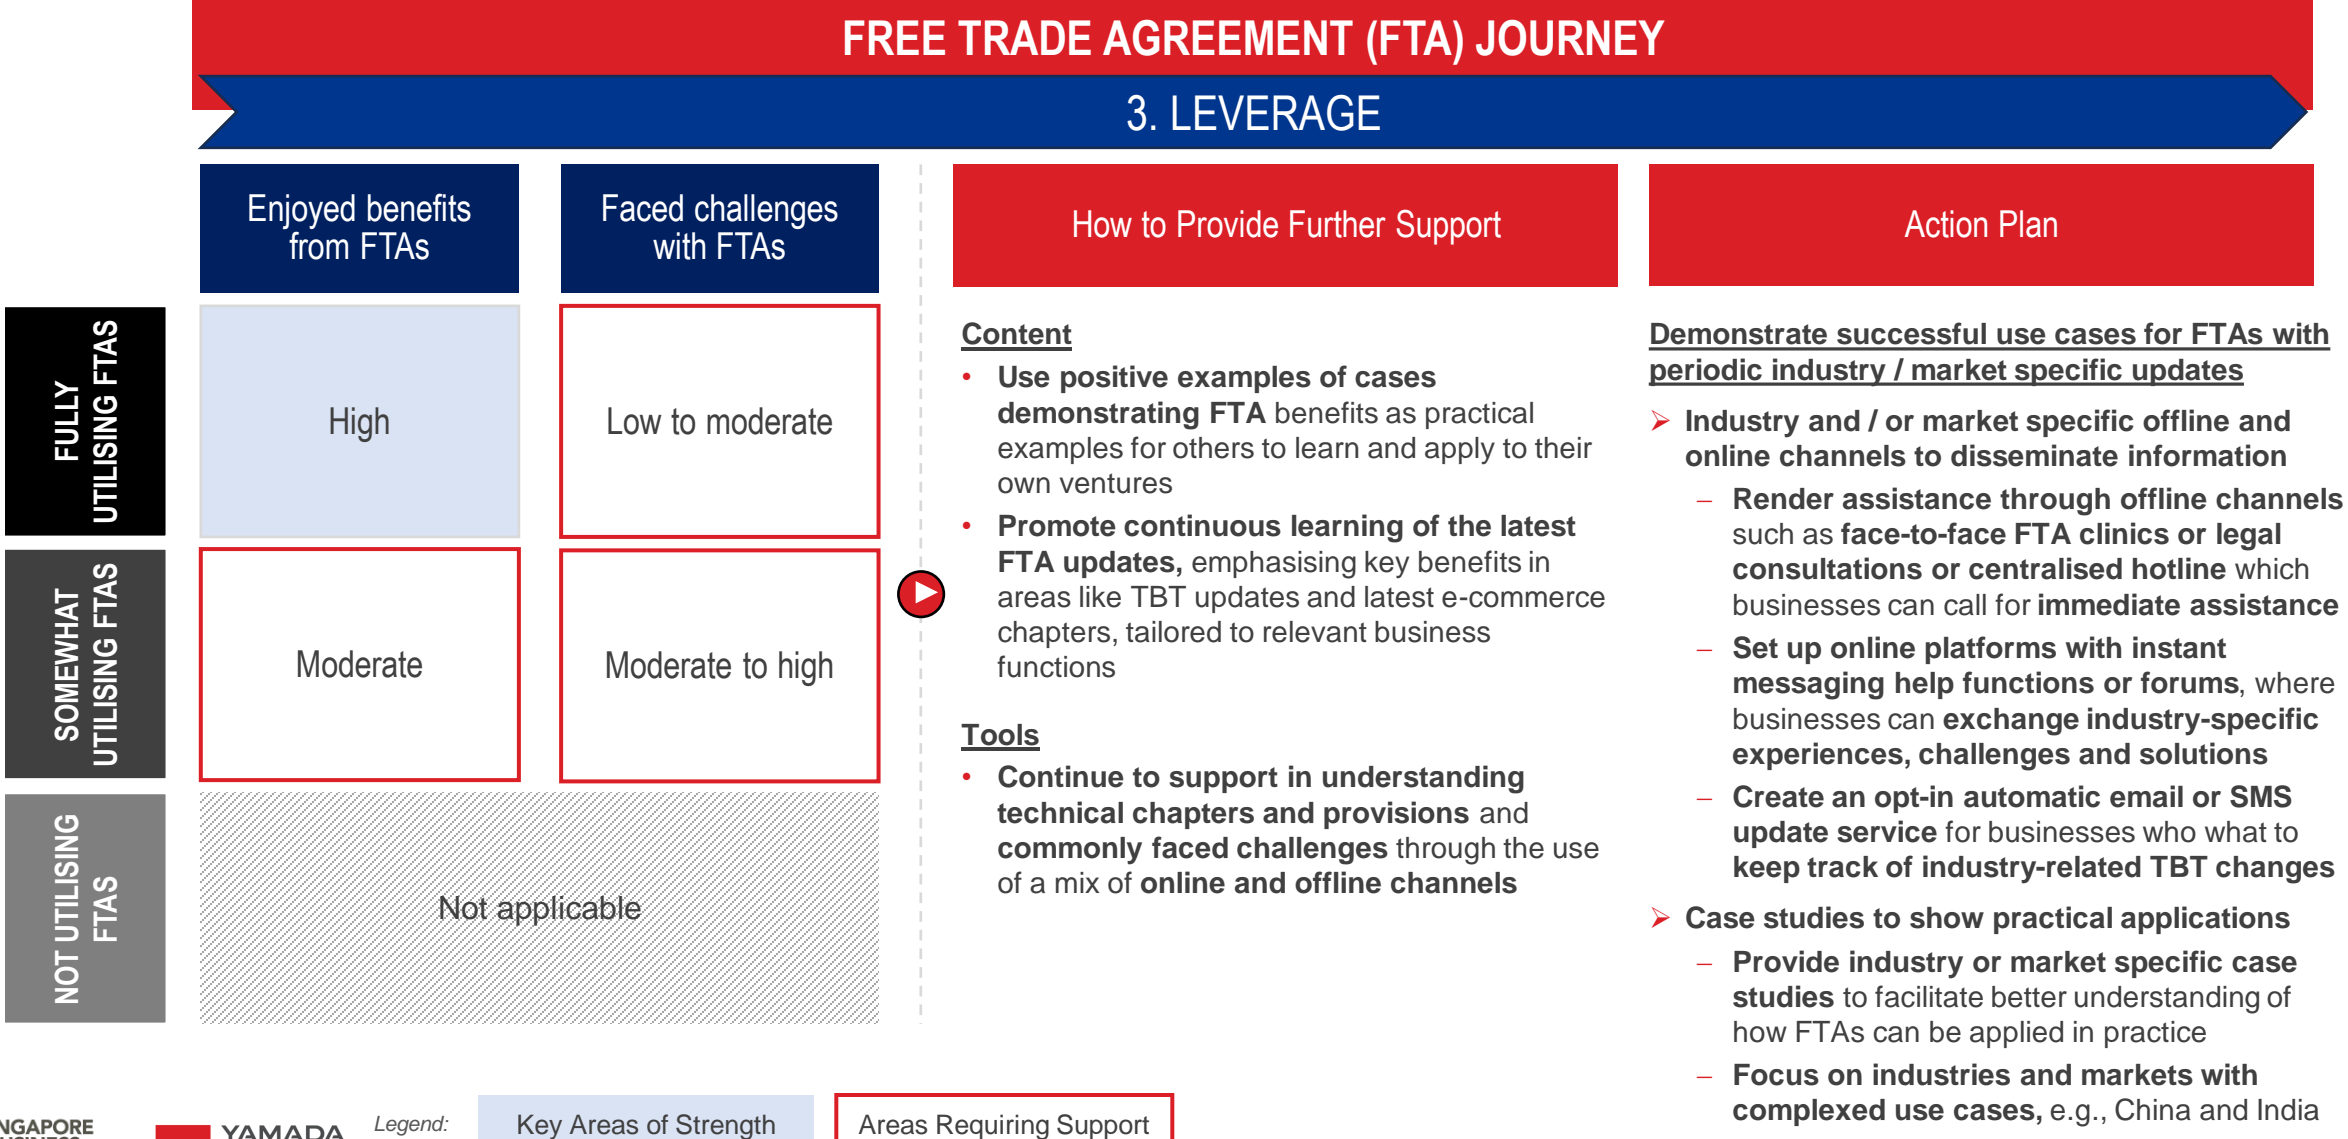 FREE TRADE AGREEMENT (FTA) JOURNEY
3. LEVERAGE
Enjoyed benefits
from FTAs
Faced challenges
with FTAs
How to Provide Further Support
Action Plan
FULLY
UTILISING FTAS
High
Low to moderate
SOMEWHAT
UTILISING FTAS
Moderate
Moderate to high
NOT UTILISING
FTAS
Not applicable
Content
• Use positive examples of cases
demonstrating FTA benefits as practical
examples for others to learn and apply to their
own ventures
• Promote continuous learning of the latest
FTA updates, emphasising key benefits in
areas like TBT updates and latest e-commerce
chapters, tailored to relevant business
functions
Tools
• Continue to support in understanding
technical chapters and provisions and
commonly faced challenges through the use
of a mix of online and offline channels
Demonstrate successful use cases for FTAs with
periodic industry / market specific updates
➢ Industry and / or market specific offline and
online channels to disseminate information
– Render assistance through offline channels
such as face-to-face FTA clinics or legal
consultations or centralised hotline which
businesses can call for immediate assistance
– Set up online platforms with instant
messaging help functions or forums, where
businesses can exchange industry-specific
experiences, challenges and solutions
– Create an opt-in automatic email or SMS
update service for businesses who what to
keep track of industry-related TBT changes
➢ Case studies to show practical applications
– Provide industry or market specific case
studies to facilitate better understanding of
how FTAs can be applied in practice
– Focus on industries and markets with
complexed use cases, e.g., China and India
NGAPORE
YAMADA
Legend:
Key Areas of Strength
Areas Requiring Support